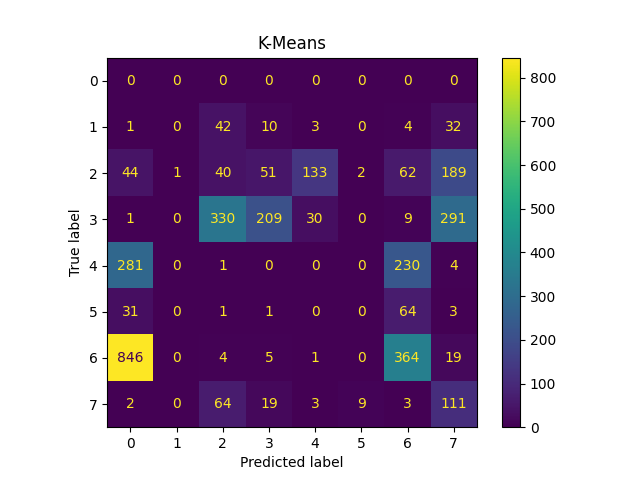 K-Means
0 0 0 0 0 0 0 0 0
1 1 0 42 10 3 0 4 32
2 44 1 40 51 133 2 62 189
3 1 0 330 209 30 0 9 291
4 281 0 1 0 0 0 230 4
5 31 0 1 1 0 0 64 3
6 846 0 4 5 1 0 364 19
7 2 0 64 19 3 9 3 111
0 1 2 3 4 5 6 7
Predicted label
True label
800
700
600
500
400
300
200
100
0